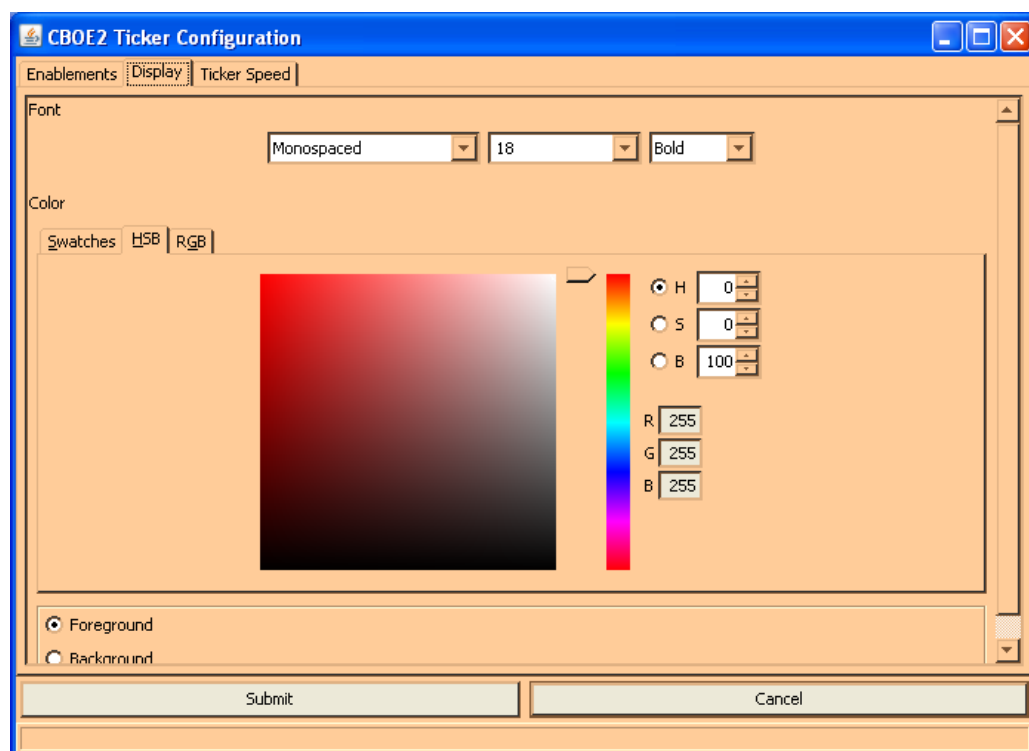 CBOE2 Ticker Configuration
Enablements Display Ticker Speed
Font
Monospaced 18 Bold
Color
Swatches HSB RGB
H 0
S 0
B 100
R 255
G 255
B 255
Foreground
Background
Submit Cancel